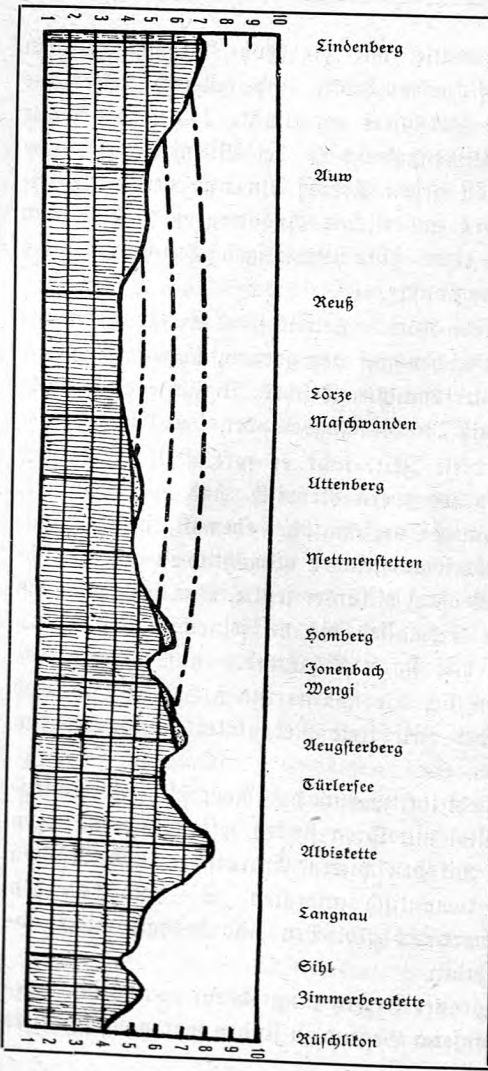 1 2 3 4 5 6 7 8 10
Lindenberg
Auw
Reuß
Lorze
Maschwanden
Uttenberg
Mettmenstetten
Homberg
Jonenbach
Wengi
Aeugsterberg
Türlersee
Albiskette
Langnau
Sihl
Zimmerbergkette
Rüschlikon
1 2 3 4 5 6 7 8 9 10